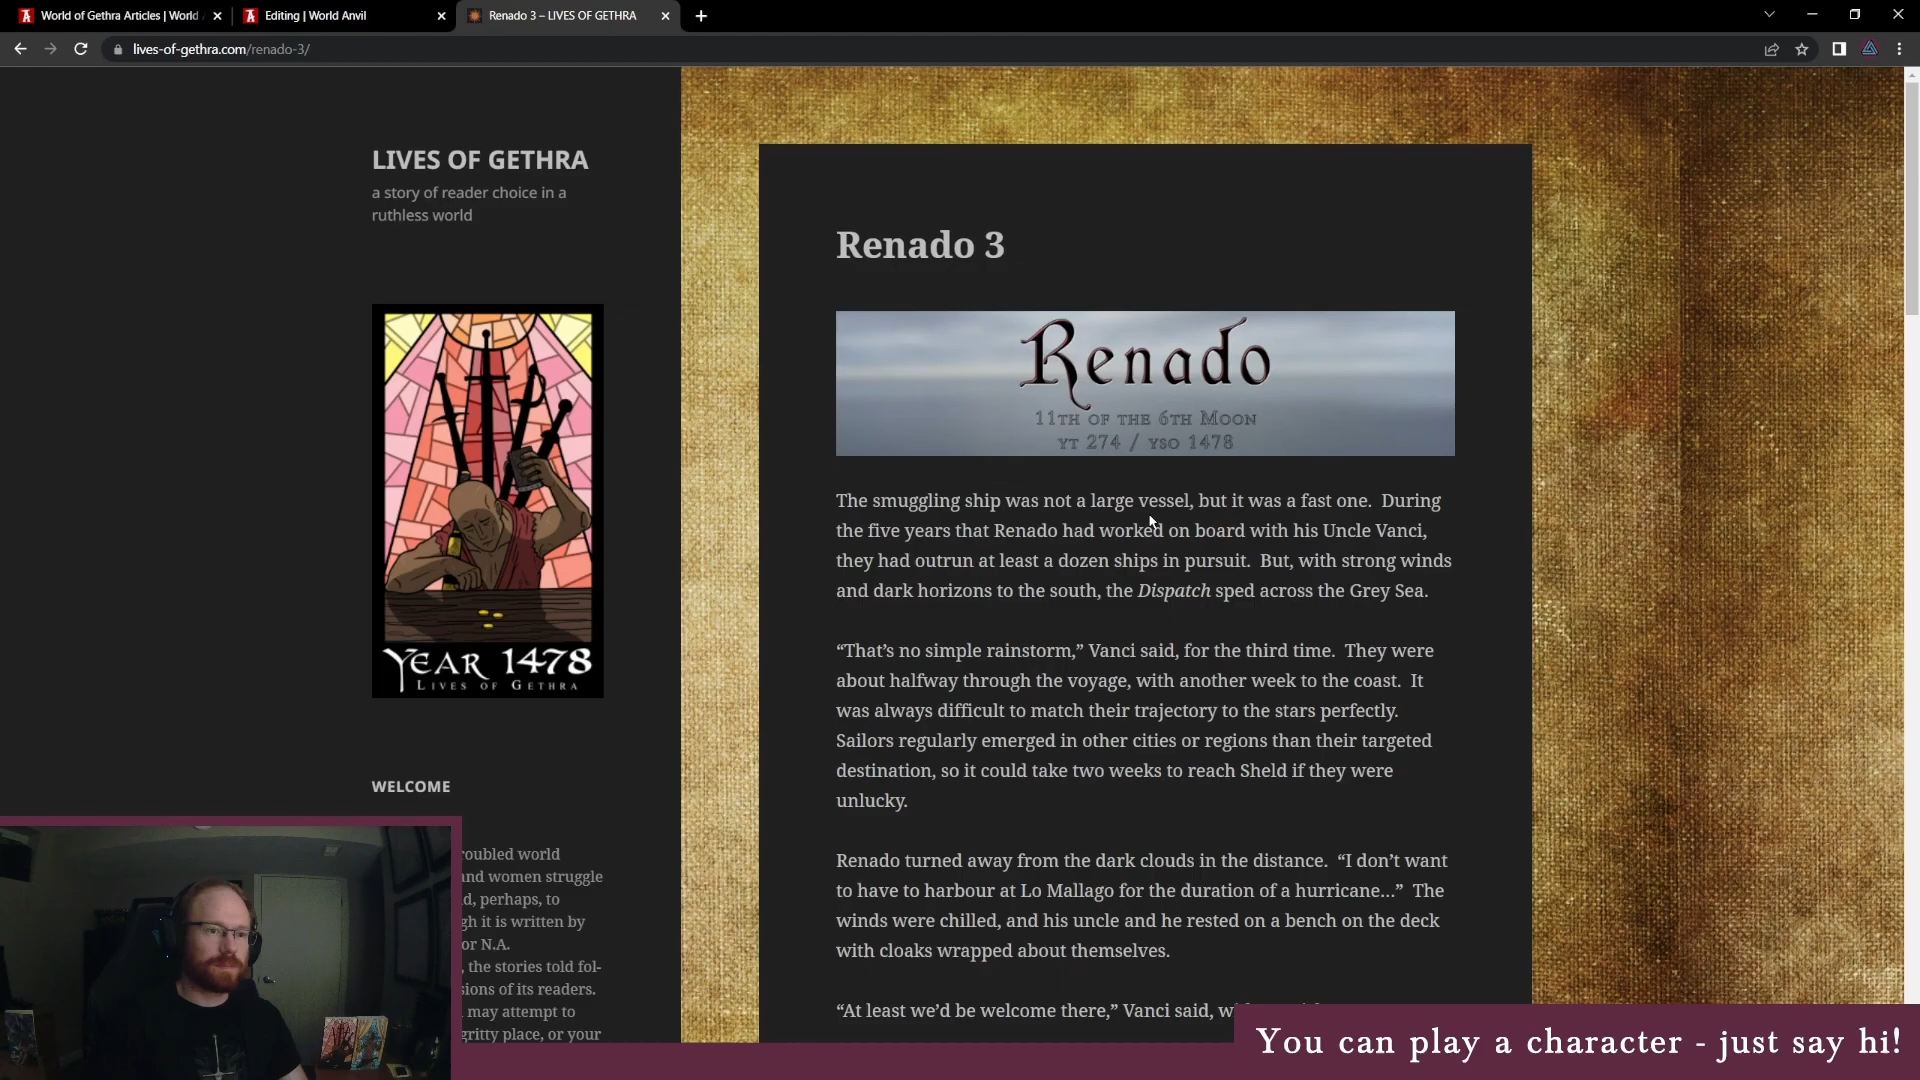 World of Gethra Articles | World
Editing | World Anvil
Renado 3 – LIVES OF GETHRA
lives-of-gethra.com/renado-3/
LIVES OF GETHRA
a story of reader choice in a
ruthless world
YEAR 1478
LIVES OF GETHRA
WELCOME
roubled world
and women struggle
d, perhaps, to
gh it is written by
or N.A.
, the stories told fol-
sions of its readers.
may attempt to
gritty place, or your
Renado 3
Renado
11TH OF THE 6TH MOON
YT 274 / YSO 1478
The smuggling ship was not a large vessel, but it was a fast one.  During
the five years that Renado had worked on board with his Uncle Vanci,
they had outrun at least a dozen ships in pursuit.  But, with strong winds
and dark horizons to the south, the Dispatch sped across the Grey Sea.
“That’s no simple rainstorm,” Vanci said, for the third time.  They were
about halfway through the voyage, with another week to the coast.  It
was always difficult to match their trajectory to the stars perfectly.
Sailors regularly emerged in other cities or regions than their targeted
destination, so it could take two weeks to reach Sheld if they were
unlucky.
Renado turned away from the dark clouds in the distance.  “I don’t want
to have to harbour at Lo Mallago for the duration of a hurricane…”  The
winds were chilled, and his uncle and he rested on a bench on the deck
with cloaks wrapped about themselves.
“At least we’d be welcome there,” Vanci said,
You can play a character - just say hi!